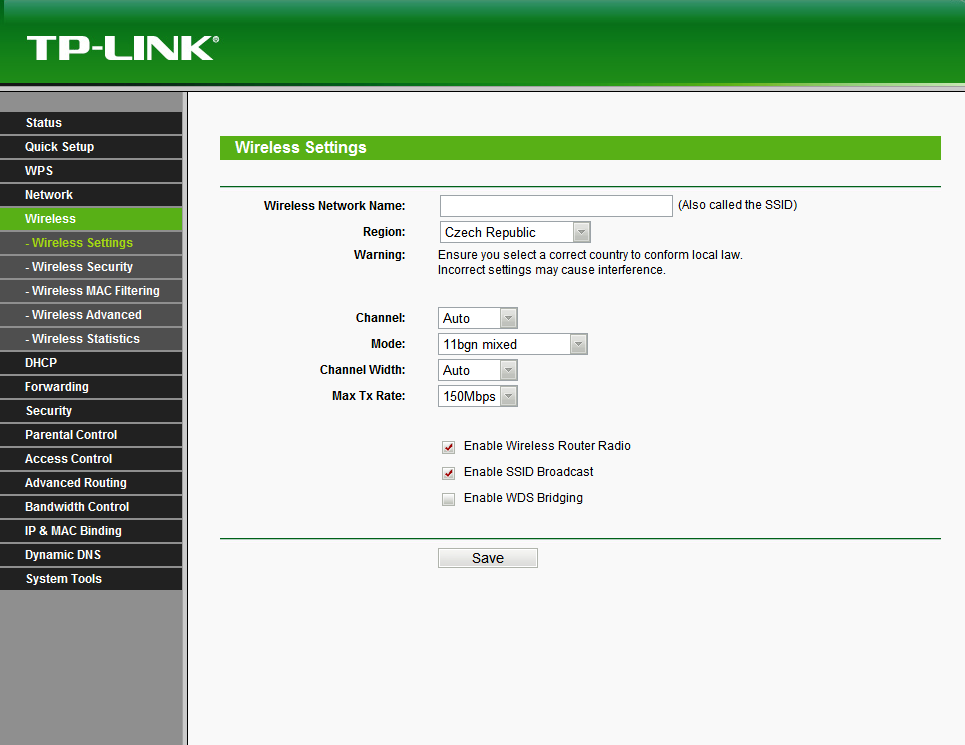 TP-LINK®
Status
Quick Setup
WPS
Network
Wireless
- Wireless Settings
- Wireless Security
- Wireless MAC Filtering
- Wireless Advanced
- Wireless Statistics
DHCP
Forwarding
Security
Parental Control
Access Control
Advanced Routing
Bandwidth Control
IP & MAC Binding
Dynamic DNS
System Tools
Wireless Settings
Wireless Network Name: (Also called the SSID)
Region: Czech Republic
Warning: Ensure you select a correct country to conform local law.
Incorrect settings may cause interference.
Channel: Auto
Mode: 11bgn mixed
Channel Width: Auto
Max Tx Rate: 150Mbps
Enable Wireless Router Radio
Enable SSID Broadcast
Enable WDS Bridging
Save